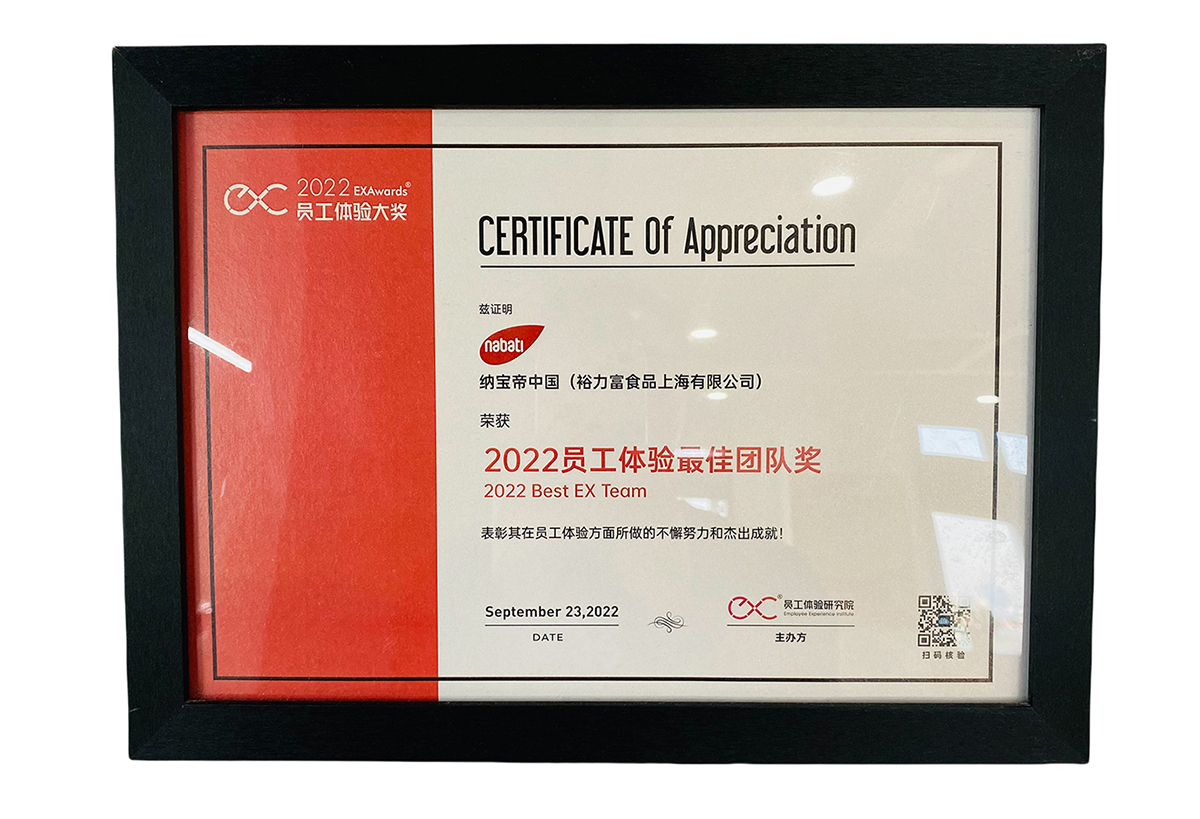 exc 2022 EXAwards®
员工体验大奖
CERTIFICATE Of Appreciation
兹证明
nabati
纳宝帝中国（裕力富食品上海有限公司）
荣获
2022员工体验最佳团队奖
2022 Best EX Team
表彰其在员工体验方面所做的不懈努力和杰出成就！
September 23,2022
DATE
exc® 员工体验研究院
Employee Experience Institute
主办方
扫码核验